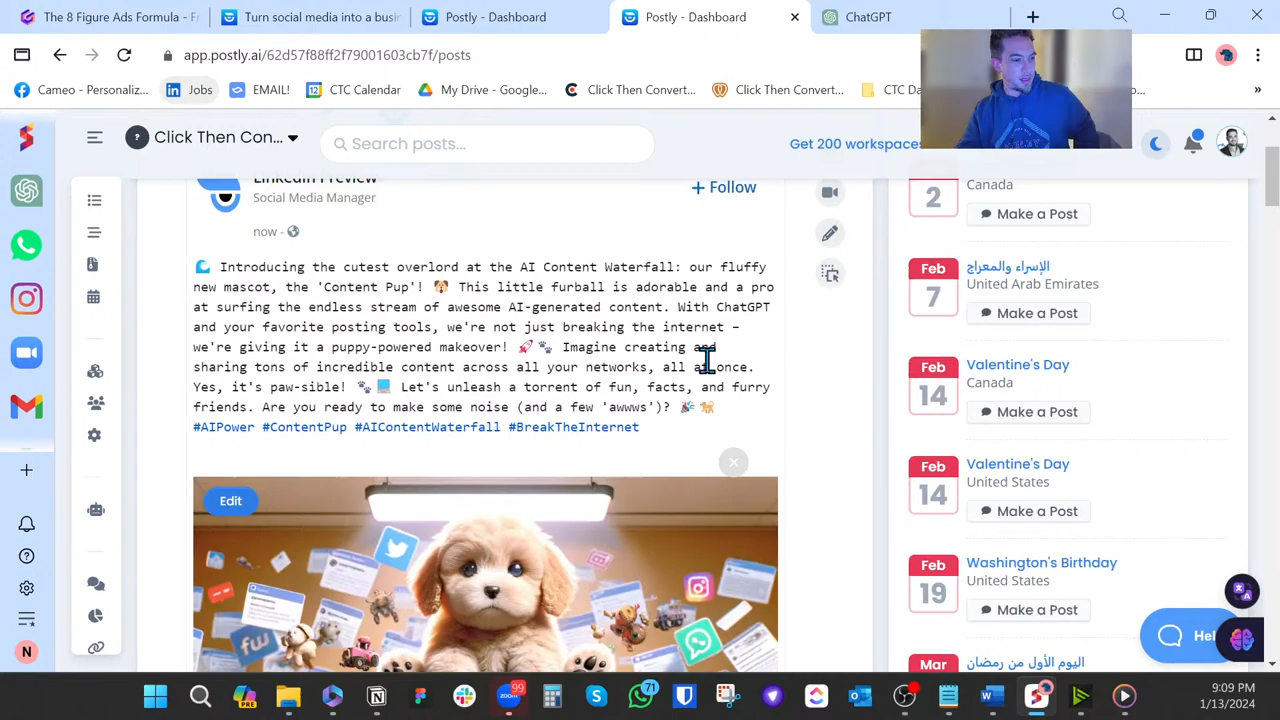 The 8 Figure Ads Formula - Fr
Turn social media into a busin
Postly - Dashboard
Postly - Dashboard
ChatGPT
app.postly.ai/62d57f88ff2f79001603cb7f/posts
Cameo - Personaliz...
Jobs
EMAIL!
CTC Calendar
My Drive - Google...
Click Then Convert...
Click Then Convert...
CTC Da
Click Then Con...
Search posts...
Get 200 workspaces
LinkedIn Preview
Social Media Manager
+ Follow
now -
Introducing the cutest overlord at the AI Content Waterfall: our fluffy
new mascot, the 'Content Pup'! 🐶 This little furball is adorable and a pro
at surfing the endless stream of awesome AI-generated content. With ChatGPT
and your favorite posting tools, we're not just breaking the internet –
we're giving it a puppy-powered makeover! 🚀🐾 Imagine creating and
sharing tons of incredible content across all your networks, all at once.
Yes, it's paw-sible! 🐾💻 Let's unleash a torrent of fun, facts, and furry
friends. Are you ready to make some noise (and a few 'awwws')? 🎉🐕
#AIPower #ContentPup #AIContentWaterfall #BreakTheInternet
Edit
2
Canada
Make a Post
Feb
7
الإسراء والمعراج
United Arab Emirates
Make a Post
Feb
14
Valentine's Day
Canada
Make a Post
Feb
14
Valentine's Day
United States
Make a Post
Feb
19
Washington's Birthday
United States
Make a Post
Mar
اليوم الأول من رمضان
Hel
N
PRE
99
zoom
71
9:09 PM
1/13/2024